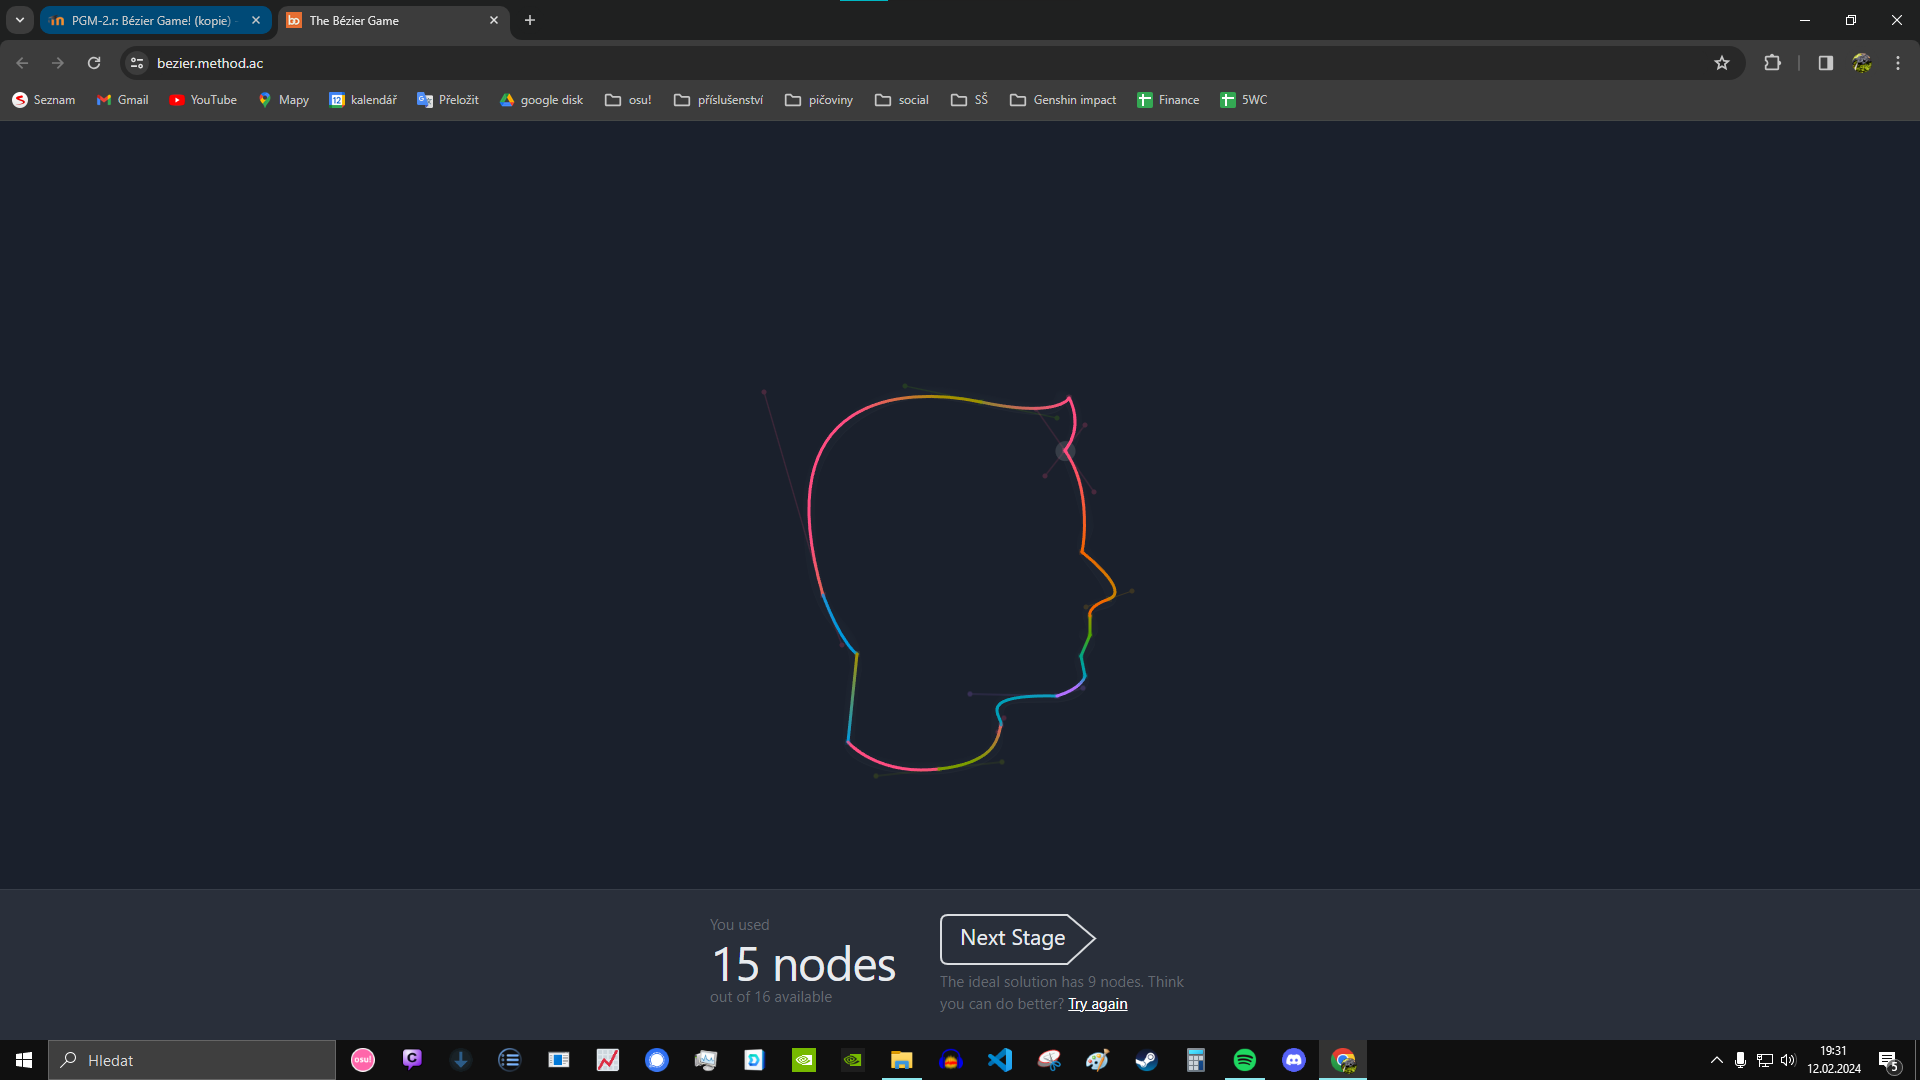 PGM-2.r: Bézier Game! (kopie)
The Bézier Game
bezier.method.ac
Seznam
Gmail
YouTube
Mapy
12
kalendář
Přeložit
google disk
osu!
příslušenství
pičoviny
social
SŠ
Genshin impact
Finance
5WC
You used
15 nodes
out of 16 available
Next Stage
The ideal solution has 9 nodes. Think
you can do better? Try again
Hledat
osu!
19:31
12.02.2024
5